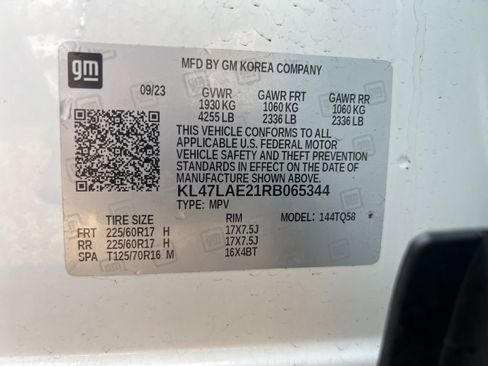 gm
MFD BY GM KOREA COMPANY
09/23 GVWR GAWR FRT GAWR RR
1930 KG 1060 KG 1060 KG
4255 LB 2336 LB 2336 LB
THIS VEHICLE CONFORMS TO ALL
APPLICABLE U.S. FEDERAL MOTOR
VEHICLE SAFETY AND THEFT PREVENTION
STANDARDS IN EFFECT ON THE DATE OF
MANUFACTURE SHOWN ABOVE.
KL47LAE21RB065344
TYPE: MPV MODEL: 144TQ58
TIRE SIZE RIM
FRT 225/60R17 H 17X7.5J
RR 225/60R17 H 17X7.5J
SPA T125/70R16 M 16X4BT